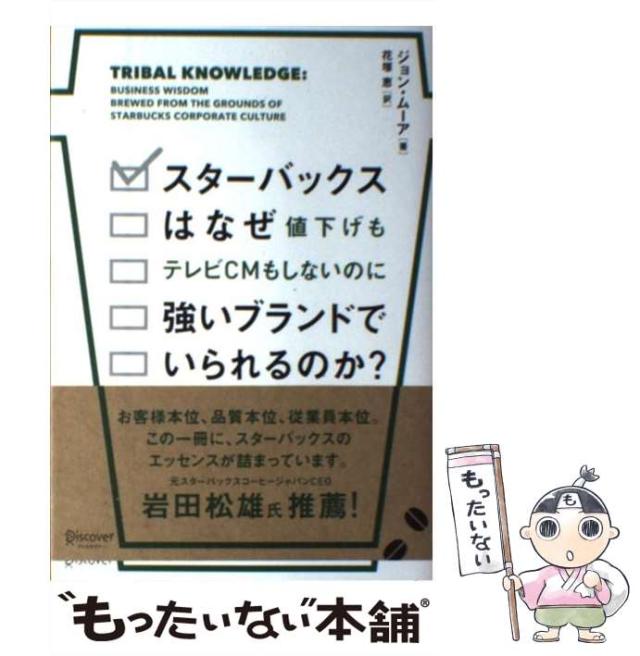 TRIBAL KNOWLEDGE:
BUSINESS WISDOM
BREWED FROM THE GROUNDS OF
STARBUCKS CORPORATE CULTURE
ジョン・ムーア[著]
花塚 恵[訳]
スターバックス
はなぜ値下げも
テレビCMもしないのに
強いブランドで
いられるのか?
お客様本位、品質本位、従業員本位。
この一冊に、スターバックスの
エッセンスが詰まっています。
元スターバックスコーヒージャパンCEO
岩田松雄氏推薦!
Discover
Discover
も
もったいない
“もったいない”本舗®